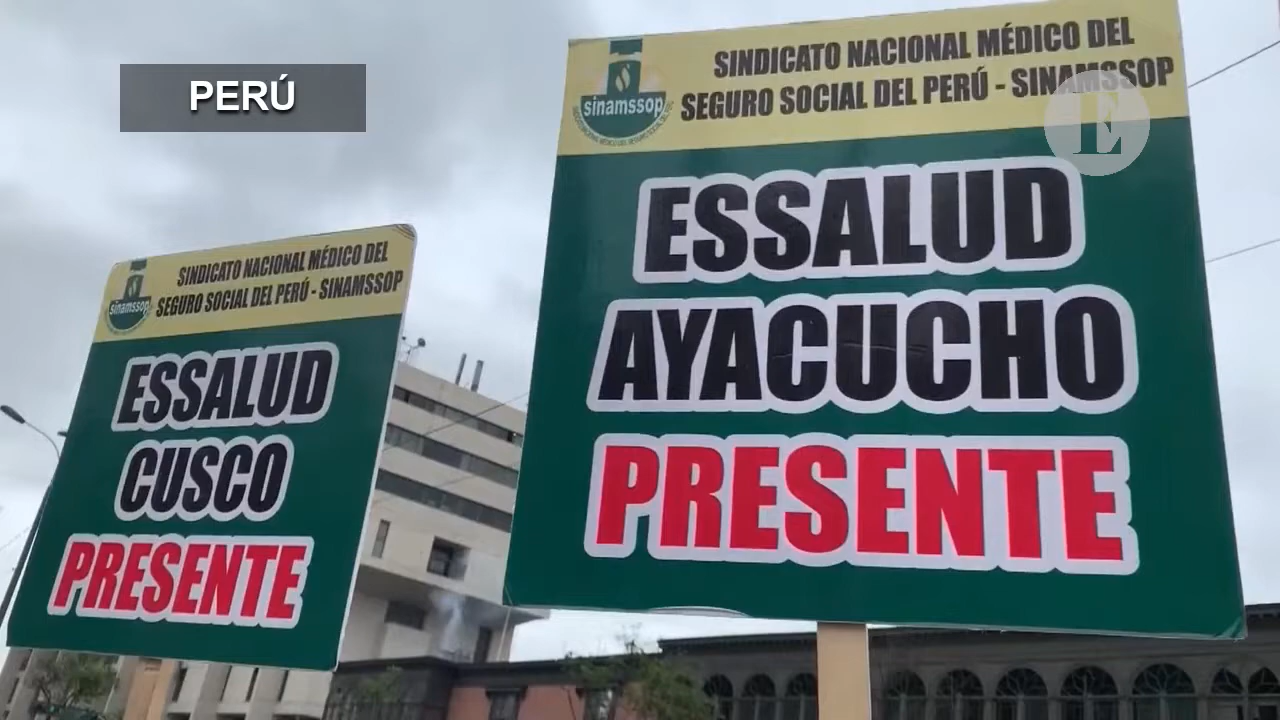 PERÚ
SINDICATO NACIONAL MÉDICO DEL
SEGURO SOCIAL DEL PERÚ - SINAMSSOP
sinamssop
ESSALUD
CUSCO
PRESENTE
SINDICATO NACIONAL MÉDICO DEL
SEGURO SOCIAL DEL PERÚ - SINAMSSOP
sinamssop
E
ESSALUD
AYACUCHO
PRESENTE